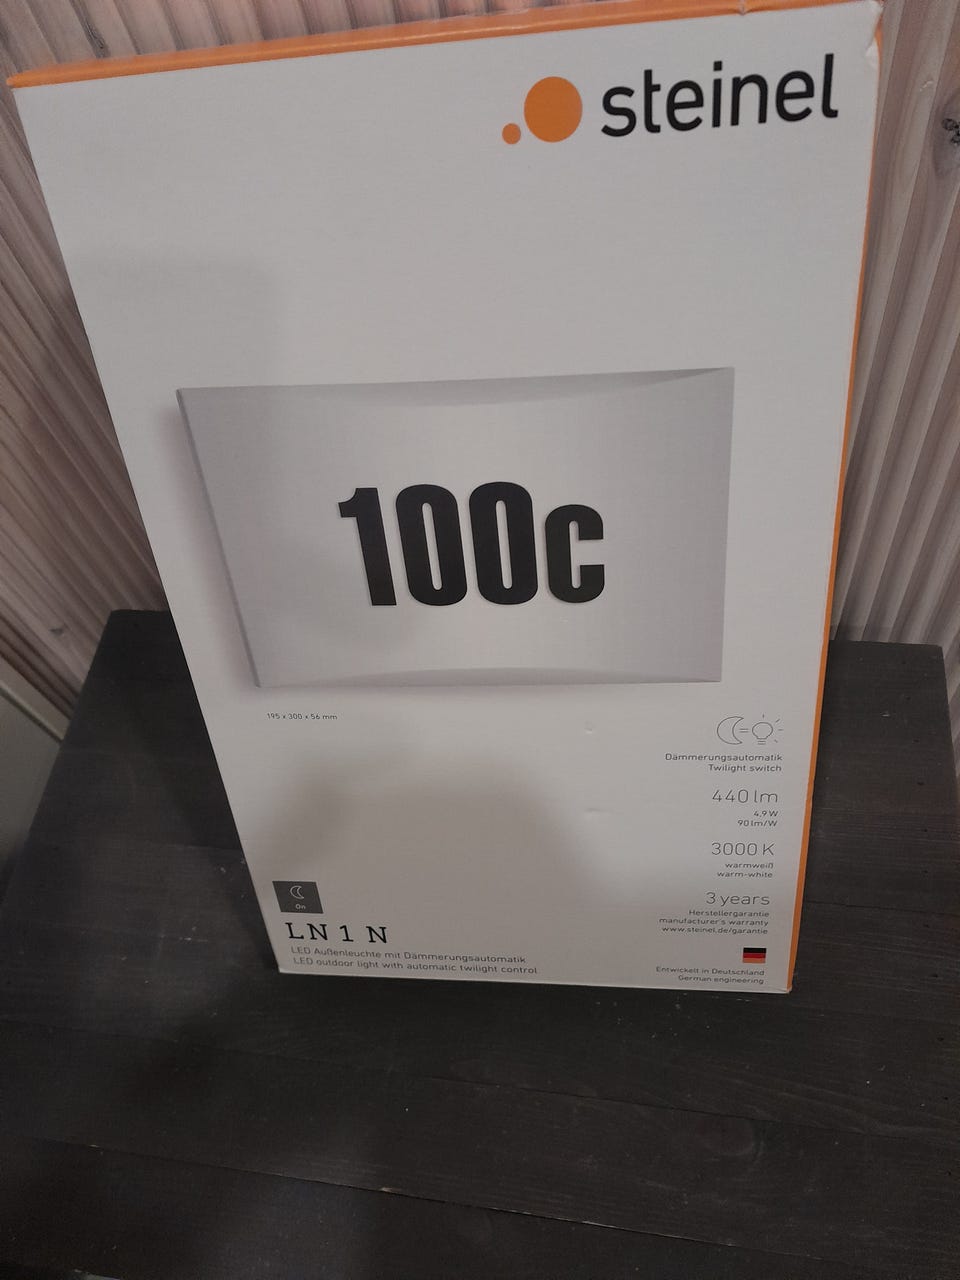 steinel
100c
195 x 300 x 56 mm
Dämmerungsautomatik
Twilight switch
440 lm
4,9 W
90 lm/W
3000 K
warmweiß
warm-white
3 years
Herstellergarantie
manufacturer's warranty
www.steinel.de/garantie
On
LN 1 N
LED Außenleuchte mit Dämmerungsautomatik
LED outdoor light with automatic twilight control
Entwickelt in Deutschland
German engineering